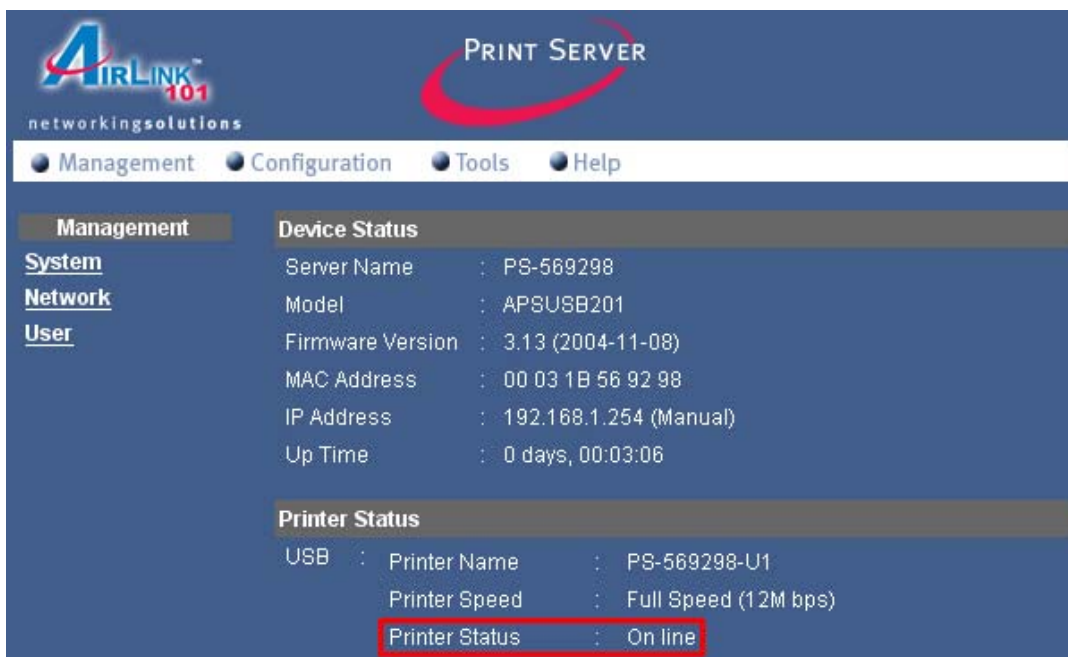 AIRLINK™
101
networkingsolutions
PRINT SERVER
Management Configuration Tools Help
Management
System
Network
User
Device Status
Server Name : PS-569298
Model : APSUSB201
Firmware Version : 3.13 (2004-11-08)
MAC Address : 00 03 1B 56 92 98
IP Address : 192.168.1.254 (Manual)
Up Time : 0 days, 00:03:06
Printer Status
USB : Printer Name : PS-569298-U1
Printer Speed : Full Speed (12M bps)
Printer Status : On line